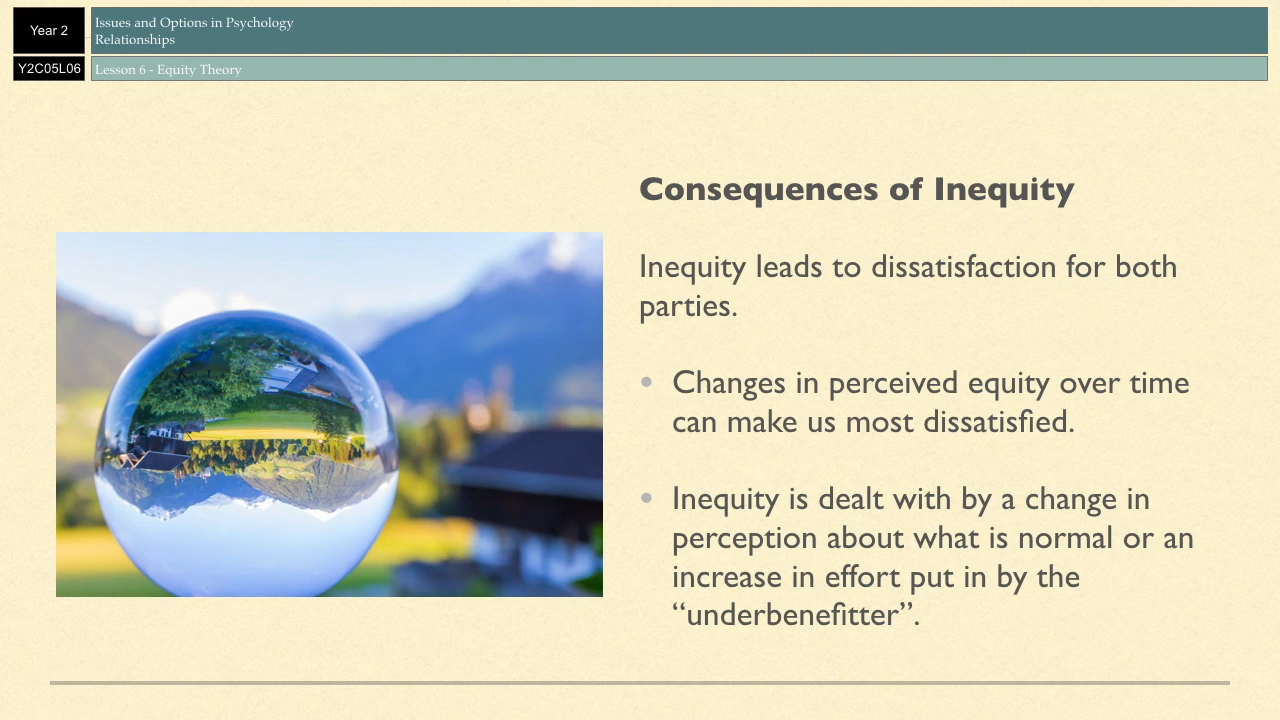 Year 2
Issues and Options in Psychology
Relationships
Y2C05L06
Lesson 6 - Equity Theory
Consequences of Inequity
Inequity leads to dissatisfaction for both
parties.
• Changes in perceived equity over time
can make us most dissatisfied.
• Inequity is dealt with by a change in
perception about what is normal or an
increase in effort put in by the
“underbenefitter”.